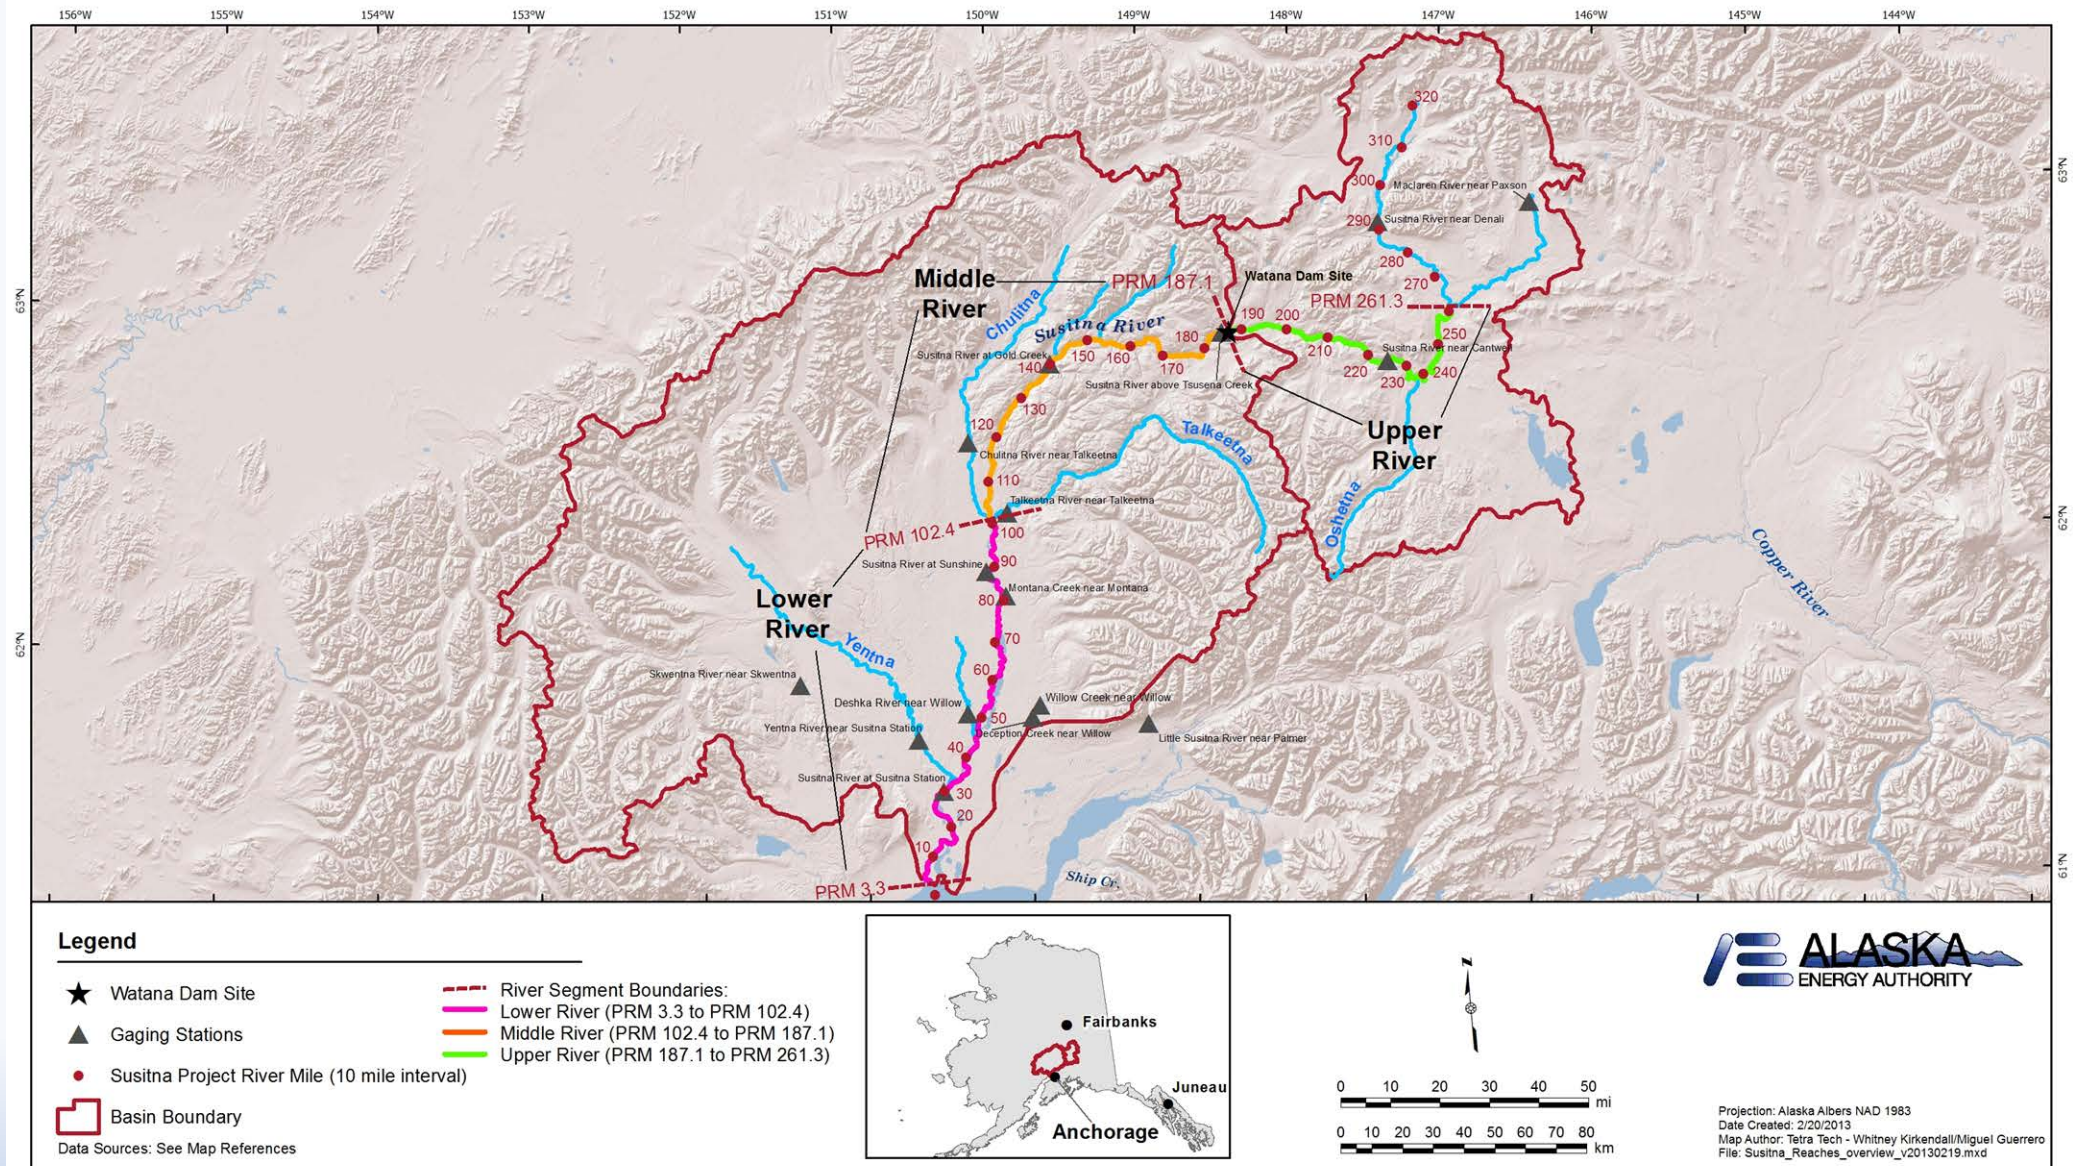 156°W
155°W
154°W
153°W
152°W
151°W
150°W
149°W
148°W
147°W
146°W
145°W
144°W
63°N
62°N
63°N
62°N
61°N
320
310
300
Maclaren River near Paxson
290
Susitna River near Denali
280
270
PRM 261.3
Middle
River
PRM 187.1
Watana Dam Site
Chulitna
Susitna River
190
200
180
250
Susitna River near Cantwell
210
220
230
240
Susitna River at Gold Creek
140
150
160
170
Susitna River above Tsusena Creek
130
120
Upper
River
Talkeetna
Chulitna River near Talkeetna
110
Talkeetna River near Talkeetna
Oshetna
PRM 102.4
100
Copper River
Susitna River at Sunshine
90
Montana Creek near Montana
80
Lower
River
70
Yentna
60
Skwentna River near Skwentna
Deshka River near Willow
Willow Creek near Willow
50
Yentna River near Susitna Station
Deception Creek near Willow
Little Susitna River near Palmer
40
Susitna River at Susitna Station
30
20
10
PRM 3.3
Ship Cr.
Legend
Watana Dam Site
Gaging Stations
Susitna Project River Mile (10 mile interval)
Basin Boundary
Data Sources: See Map References
River Segment Boundaries:
Lower River (PRM 3.3 to PRM 102.4)
Middle River (PRM 102.4 to PRM 187.1)
Upper River (PRM 187.1 to PRM 261.3)
Fairbanks
Juneau
Anchorage
N
0 10 20 30 40 50
mi
0 10 20 30 40 50 60 70 80
km
ALASKA
ENERGY AUTHORITY
Projection: Alaska Albers NAD 1983
Date Created: 2/20/2013
Map Author: Tetra Tech - Whitney Kirkendall/Miguel Guerrero
File: Susitna_Reaches_overview_v20130219.mxd